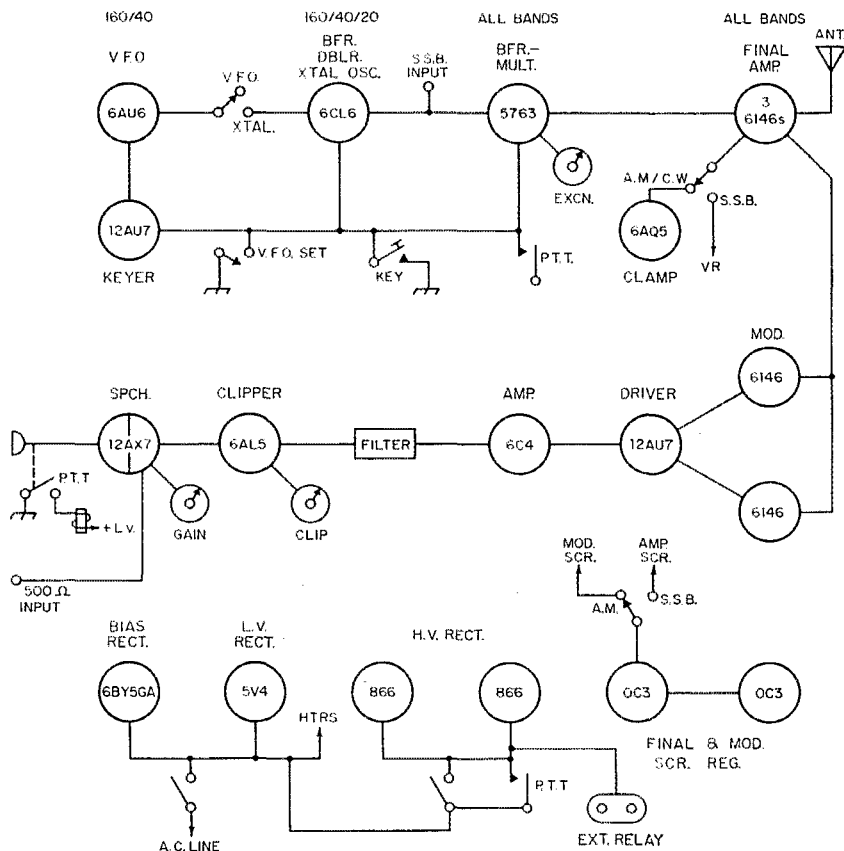 160/40
V.F.O
6AU6
V.F.O.
XTAL.
160/40/20
BFR.
DBLR.
XTAL OSC.
6CL6
S.S.B.
INPUT
ALL BANDS
BFR.-
MULT.
5763
EXCN.
ALL BANDS
FINAL
AMP.
3
6146s
ANT.
12AU7
KEYER
V.F.O. SET
KEY
P.T.T.
A.M / C.W.
6AQ5
CLAMP
S.S.B.
VR
SPCH.
12AX7
CLIPPER
6AL5
FILTER
AMP.
6C4
DRIVER
12AU7
MOD.
6146
6146
P.T.T
+L.V.
GAIN
CLIP
500Ω
INPUT
MOD.
SCR.
AMP.
SCR.
A.M.
S.S.B.
BIAS
RECT.
6BY5GA
L.V.
RECT.
5V4
H.V. RECT.
866
866
OC3
OC3
HTRS
FINAL & MOD.
SCR. REG.
P.T.T
A.C. LINE
EXT. RELAY